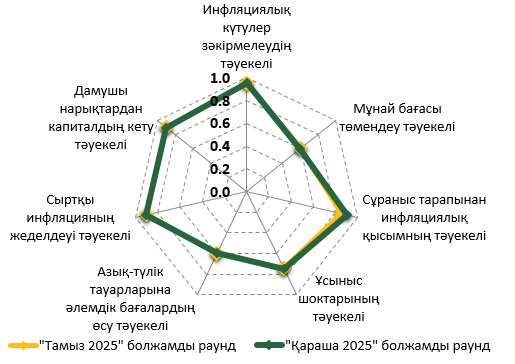 Инфляциялық
күтулер
зәкірмелеудің
тәуекелі
1.0
0.8
0.6
0.4
0.2
0.0
Мұнай бағасы
төмендеу тәуекелі
Сұраныс тарапынан
инфляциялық
қысымның тәуекелі
Ұсыныс
шоктарының
тәуекелі
Азық-түлік
тауарларына
әлемдік бағалардың
өсу тәуекелі
Сыртқы
инфляцияның
жеделдеуі тәуекелі
Дамушы
нарықтардан
капиталдың кету
тәуекелі
"Тамыз 2025" болжамды раунд
"Қараша 2025" болжамды раунд